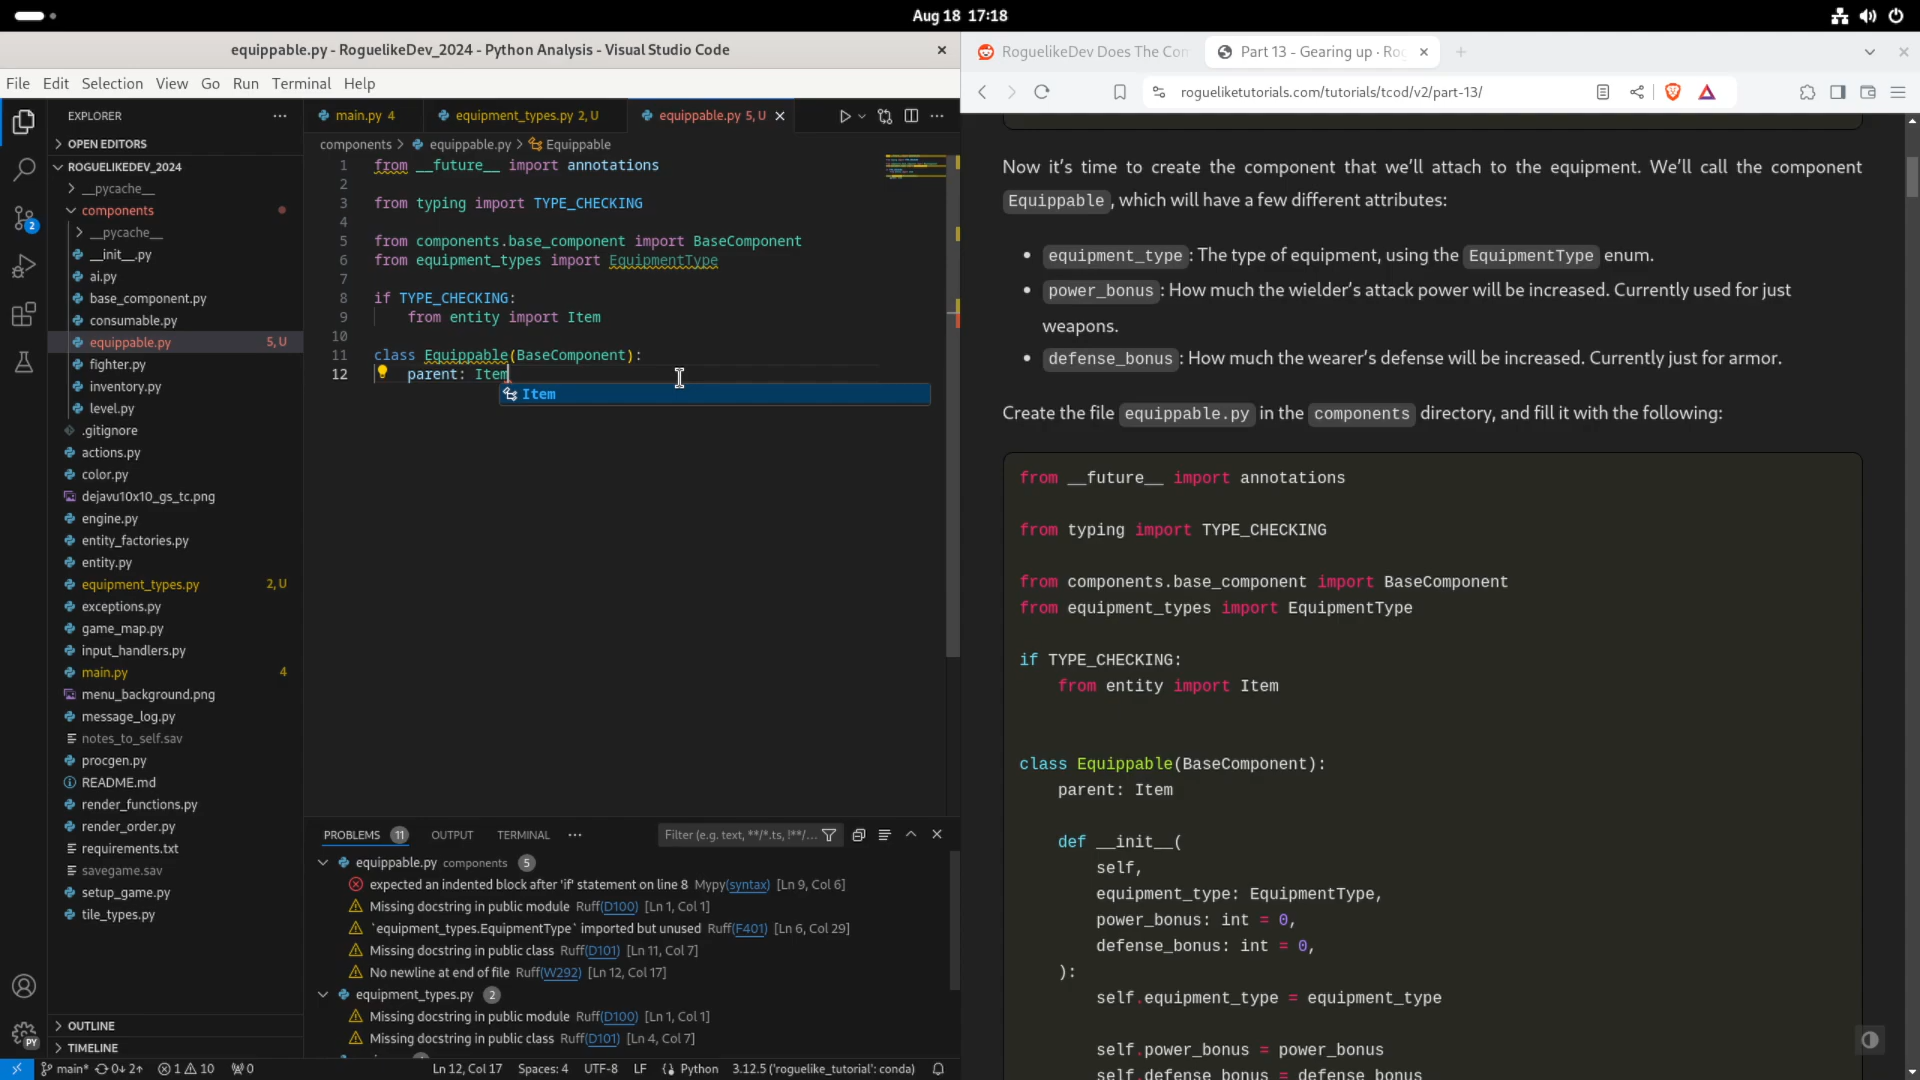 Aug 18 17:18
equippable.py - RoguelikeDev_2024 - Python Analysis - Visual Studio Code
File Edit Selection View Go Run Terminal Help
EXPLORER
OPEN EDITORS
ROGUELIKEDEV_2024
__pycache__
components
__pycache__
__init__.py
ai.py
base_component.py
consumable.py
equippable.py 5, U
fighter.py
inventory.py
level.py
.gitignore
actions.py
color.py
dejavu10x10_gs_tc.png
engine.py
entity_factories.py
entity.py
equipment_types.py 2, U
exceptions.py
game_map.py
input_handlers.py
main.py 4
menu_background.png
message_log.py
notes_to_self.sav
procgen.py
README.md
render_functions.py
render_order.py
requirements.txt
savegame.sav
setup_game.py
tile_types.py
OUTLINE
TIMELINE
2
PY
main.py 4 equipment_types.py 2, U equippable.py 5, U
components > equippable.py > Equippable
1 from __future__ import annotations
2
3 from typing import TYPE_CHECKING
4
5 from components.base_component import BaseComponent
6 from equipment_types import EquipmentType
7
8 if TYPE_CHECKING:
9 from entity import Item
10
11 class Equippable(BaseComponent):
12 parent: Item
Item
PROBLEMS 11 OUTPUT TERMINAL Filter (e.g. text, **/*.ts, !**/...
equippable.py components 5
expected an indented block after 'if' statement on line 8 Mypy(syntax) [Ln 9, Col 6]
Missing docstring in public module Ruff(D100) [Ln 1, Col 1]
`equipment_types.EquipmentType` imported but unused Ruff(F401) [Ln 6, Col 29]
Missing docstring in public class Ruff(D101) [Ln 11, Col 7]
No newline at end of file Ruff(W292) [Ln 12, Col 17]
equipment_types.py 2
Missing docstring in public module Ruff(D100) [Ln 1, Col 1]
Missing docstring in public class Ruff(D101) [Ln 4, Col 7]
main* 0↓ 2↑ 1 10 0 Ln 12, Col 17 Spaces: 4 UTF-8 LF Python 3.12.5 ('roguelike_tutorial': conda)
RoguelikeDev Does The Com Part 13 - Gearing up · Rog
rogueliketutorials.com/tutorials/tcod/v2/part-13/
Now it's time to create the component that we'll attach to the equipment. We'll call the component
Equippable, which will have a few different attributes:
• equipment_type: The type of equipment, using the EquipmentType enum.
• power_bonus: How much the wielder's attack power will be increased. Currently used for just
weapons.
• defense_bonus: How much the wearer's defense will be increased. Currently just for armor.
Create the file equippable.py in the components directory, and fill it with the following:
from __future__ import annotations
from typing import TYPE_CHECKING
from components.base_component import BaseComponent
from equipment_types import EquipmentType
if TYPE_CHECKING:
from entity import Item
class Equippable(BaseComponent):
parent: Item
def __init__(
self,
equipment_type: EquipmentType,
power_bonus: int = 0,
defense_bonus: int = 0,
):
self.equipment_type = equipment_type
self.power_bonus = power_bonus
self.defense_bonus = defense_bonus